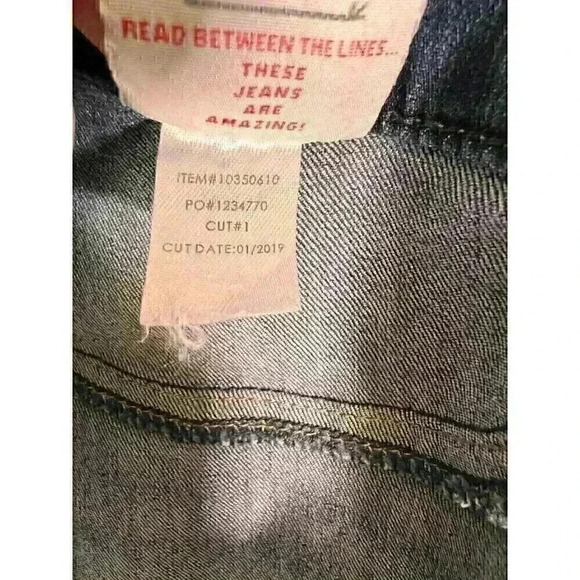 READ BETWEEN THE LINES...
THESE
JEANS
ARE
AMAZING!
ITEM#10350610
PO#1234770
CUT#1
CUT DATE:01/2019